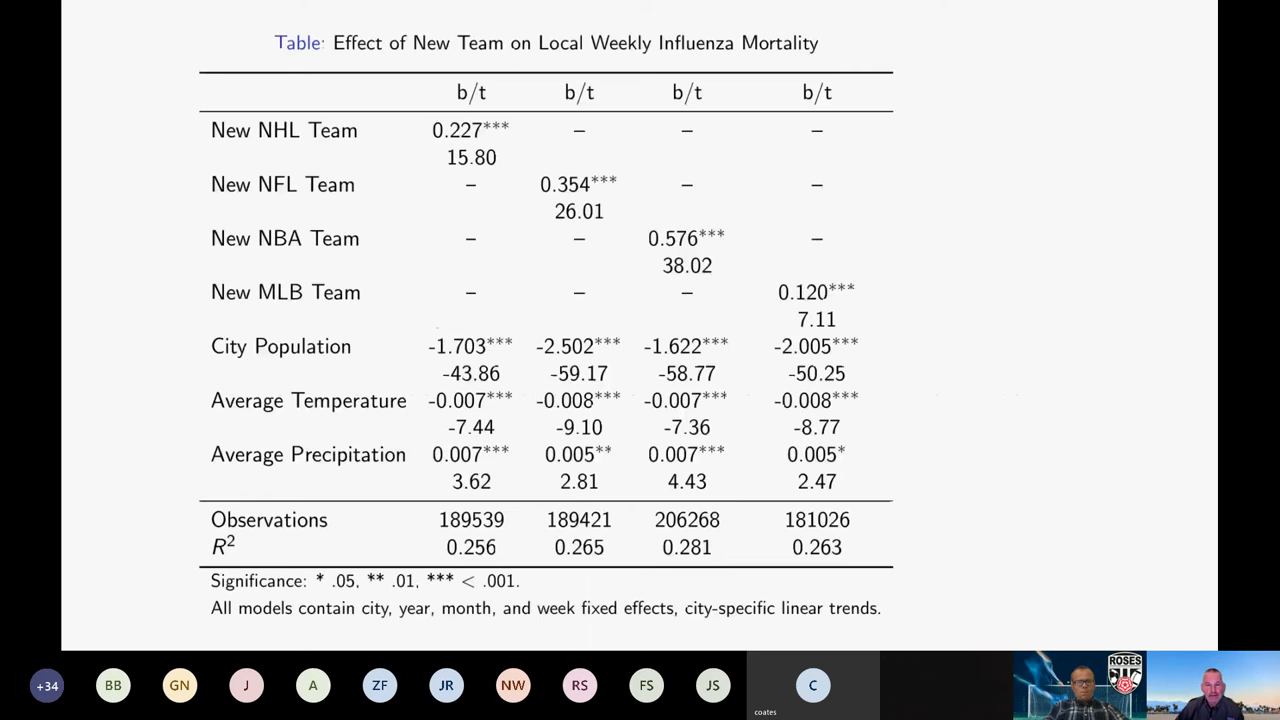 Table: Effect of New Team on Local Weekly Influenza Mortality
b/t b/t b/t b/t
New NHL Team 0.227*** – – –
15.80
New NFL Team – 0.354*** – –
26.01
New NBA Team – – 0.576*** –
38.02
New MLB Team – – – 0.120***
7.11
City Population -1.703*** -2.502*** -1.622*** -2.005***
-43.86 -59.17 -58.77 -50.25
Average Temperature -0.007*** -0.008*** -0.007*** -0.008***
-7.44 -9.10 -7.36 -8.77
Average Precipitation 0.007*** 0.005** 0.007*** 0.005*
3.62 2.81 4.43 2.47
Observations 189539 189421 206268 181026
R² 0.256 0.265 0.281 0.263
Significance: * .05, ** .01, *** < .001.
All models contain city, year, month, and week fixed effects, city-specific linear trends.
+34 BB GN J A ZF JR NW RS FS JS C
coates
ROSES